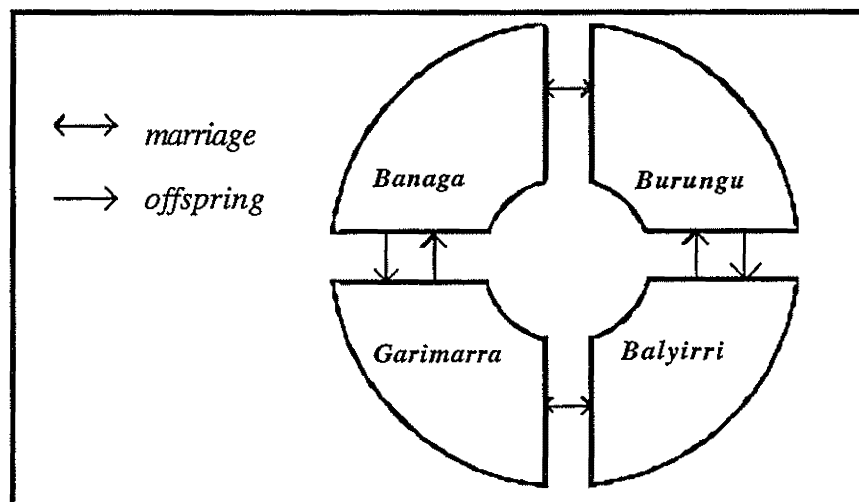 marriage
offspring
Banaga
Burungu
Garimarra
Balyirri